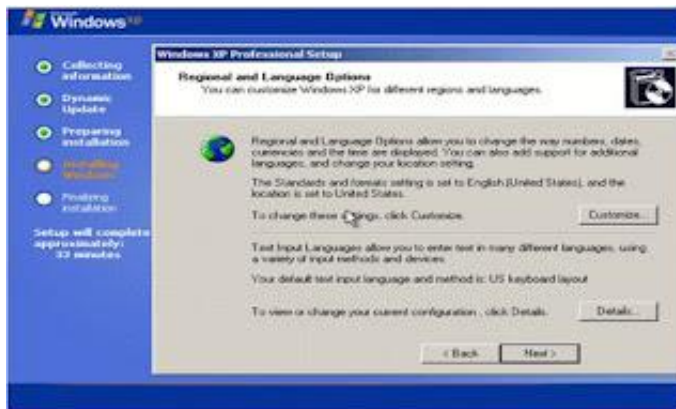 Windows xp
Collecting
information
Dynamic
Update
Preparing
installation
Installing
Windows
Finalizing
installation
Setup will complete
approximately:
33 minutes
Windows XP Professional Setup
Regional and Language Options
You can customize Windows XP for different regions and languages.
Regional and Language Options allow you to change the way numbers, dates,
currencies and the time are displayed. You can also add support for additional
languages, and change your location setting.
The Standards and formats setting is set to English (United States), and the
location is set to United States.
To change these settings, click Customize.
Customize...
Text Input Languages allow you to enter text in many different languages, using
a variety of input methods and devices.
Your default text input language and method is: US keyboard layout
To view or change your current configuration, click Details.
Details...
< Back
Next >